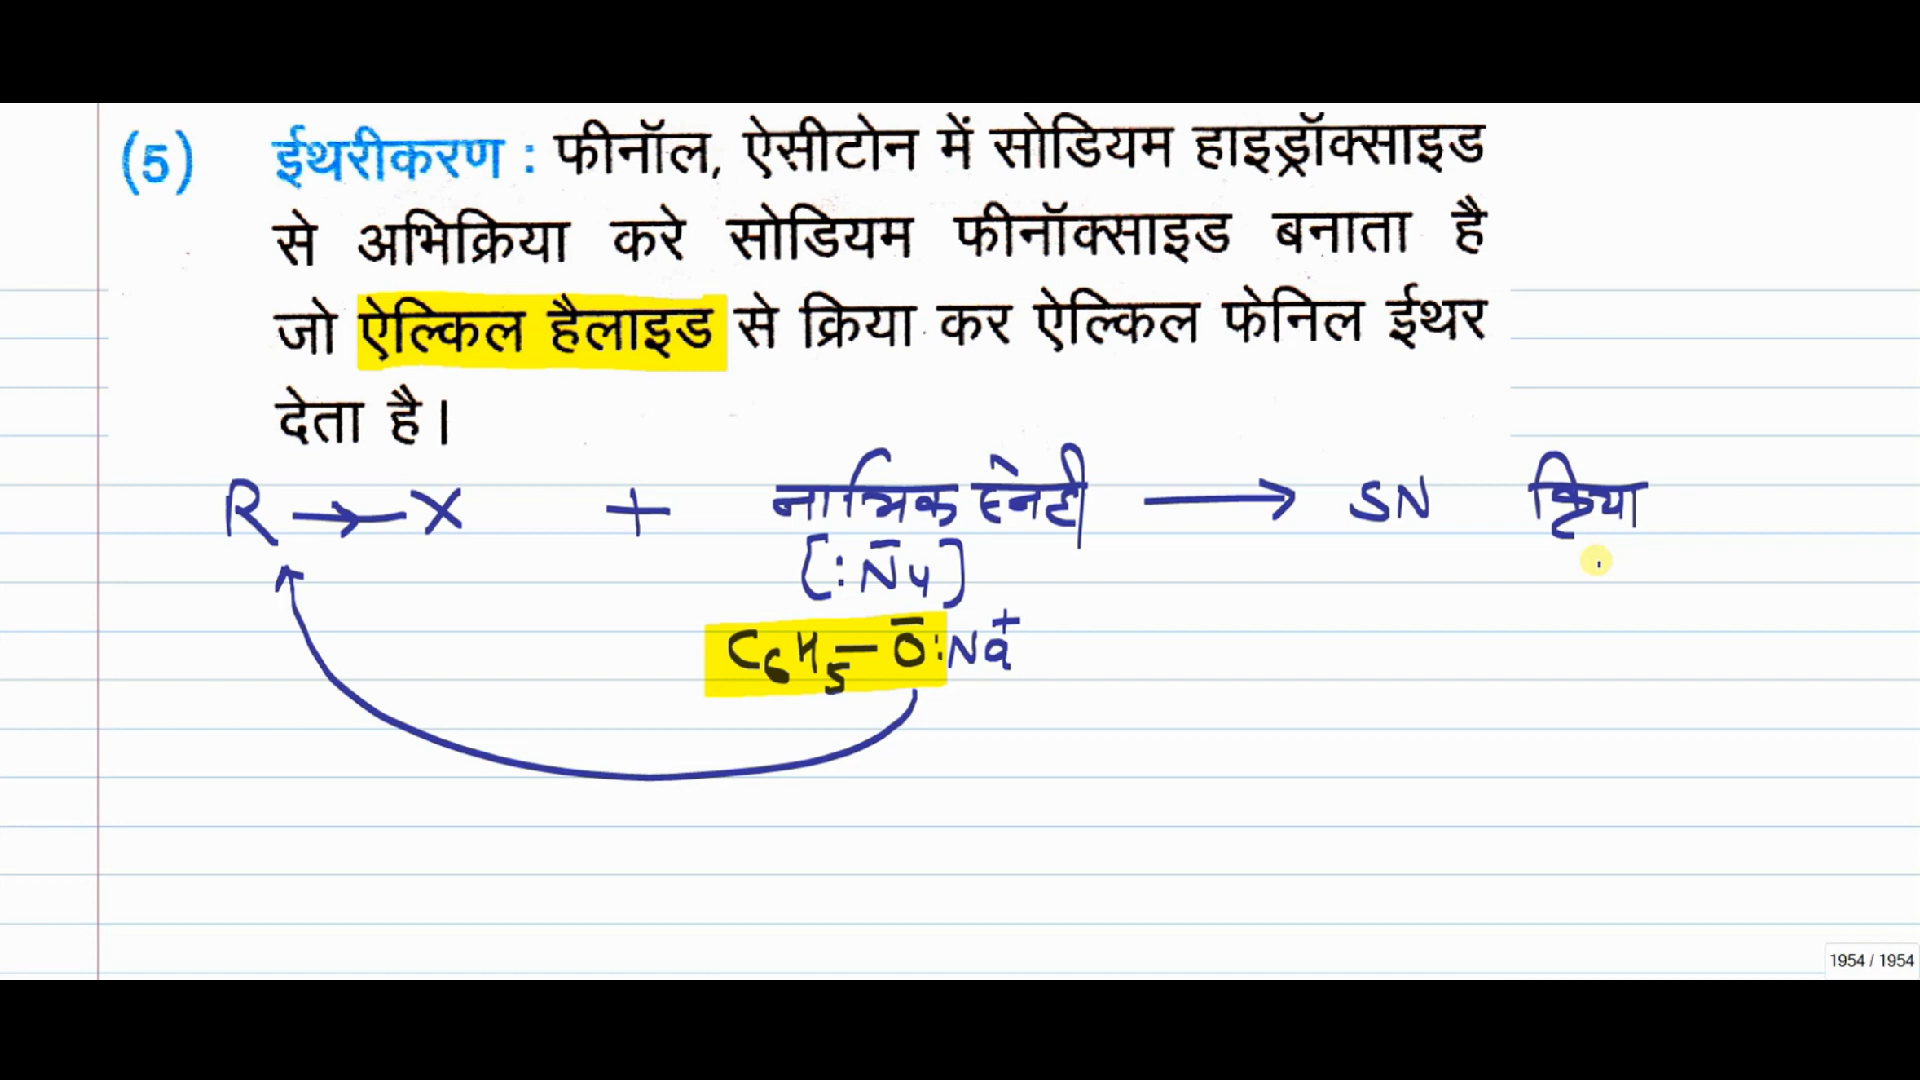 (5) ईथरीकरण : फीनॉल, ऐसीटोन में सोडियम हाइड्रॉक्साइड
से अभिक्रिया करे सोडियम फीनॉक्साइड बनाता है
जो ऐल्किल हैलाइड से क्रिया कर ऐल्किल फेनिल ईथर
देता है।
R → X + नाभिक स्नेही → SN क्रिया
[:N̄u]
C₆H₅–Ō:Na⁺
1954 / 1954